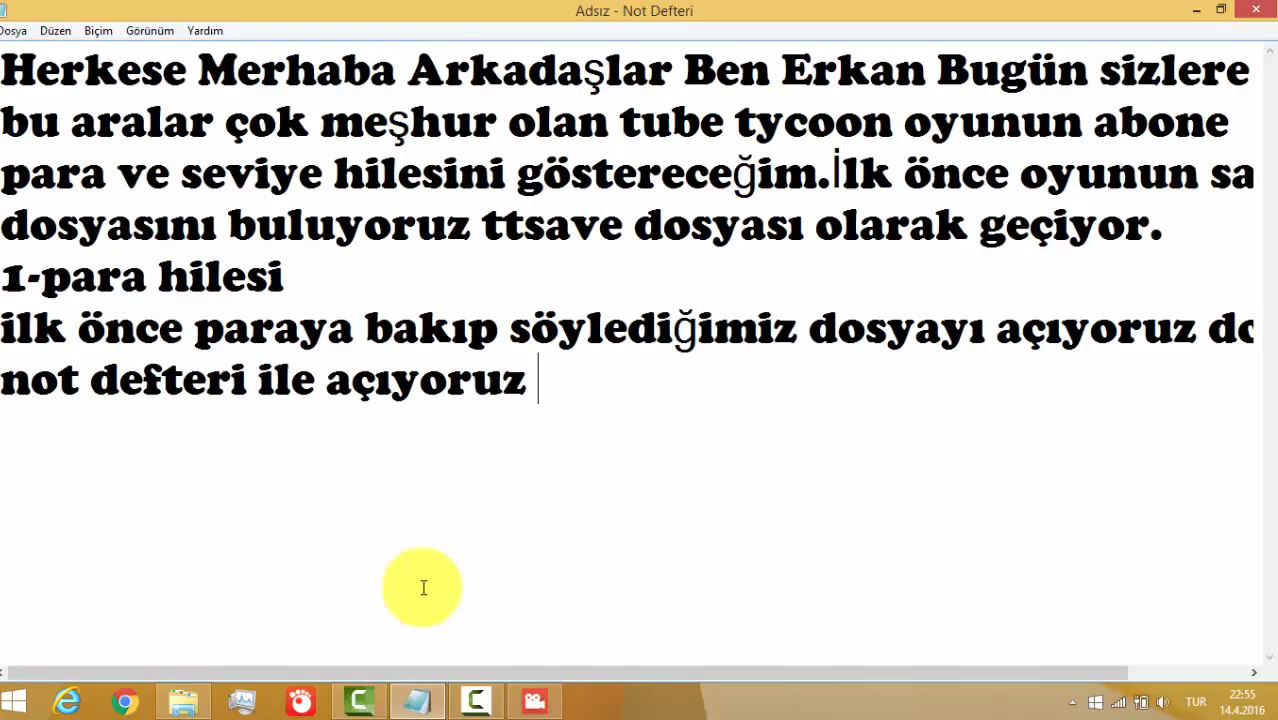 Adsız - Not Defteri
Dosya Düzen Biçim Görünüm Yardım
Herkese Merhaba Arkadaşlar Ben Erkan Bugün sizlere
bu aralar çok meşhur olan tube tycoon oyunun abone
para ve seviye hilesini göstereceğim.İlk önce oyunun sa
dosyasını buluyoruz ttsave dosyası olarak geçiyor.
1-para hilesi
ilk önce paraya bakıp söylediğimiz dosyayı açıyoruz do
not defteri ile açıyoruz
TUR
22:55
14.4.2016